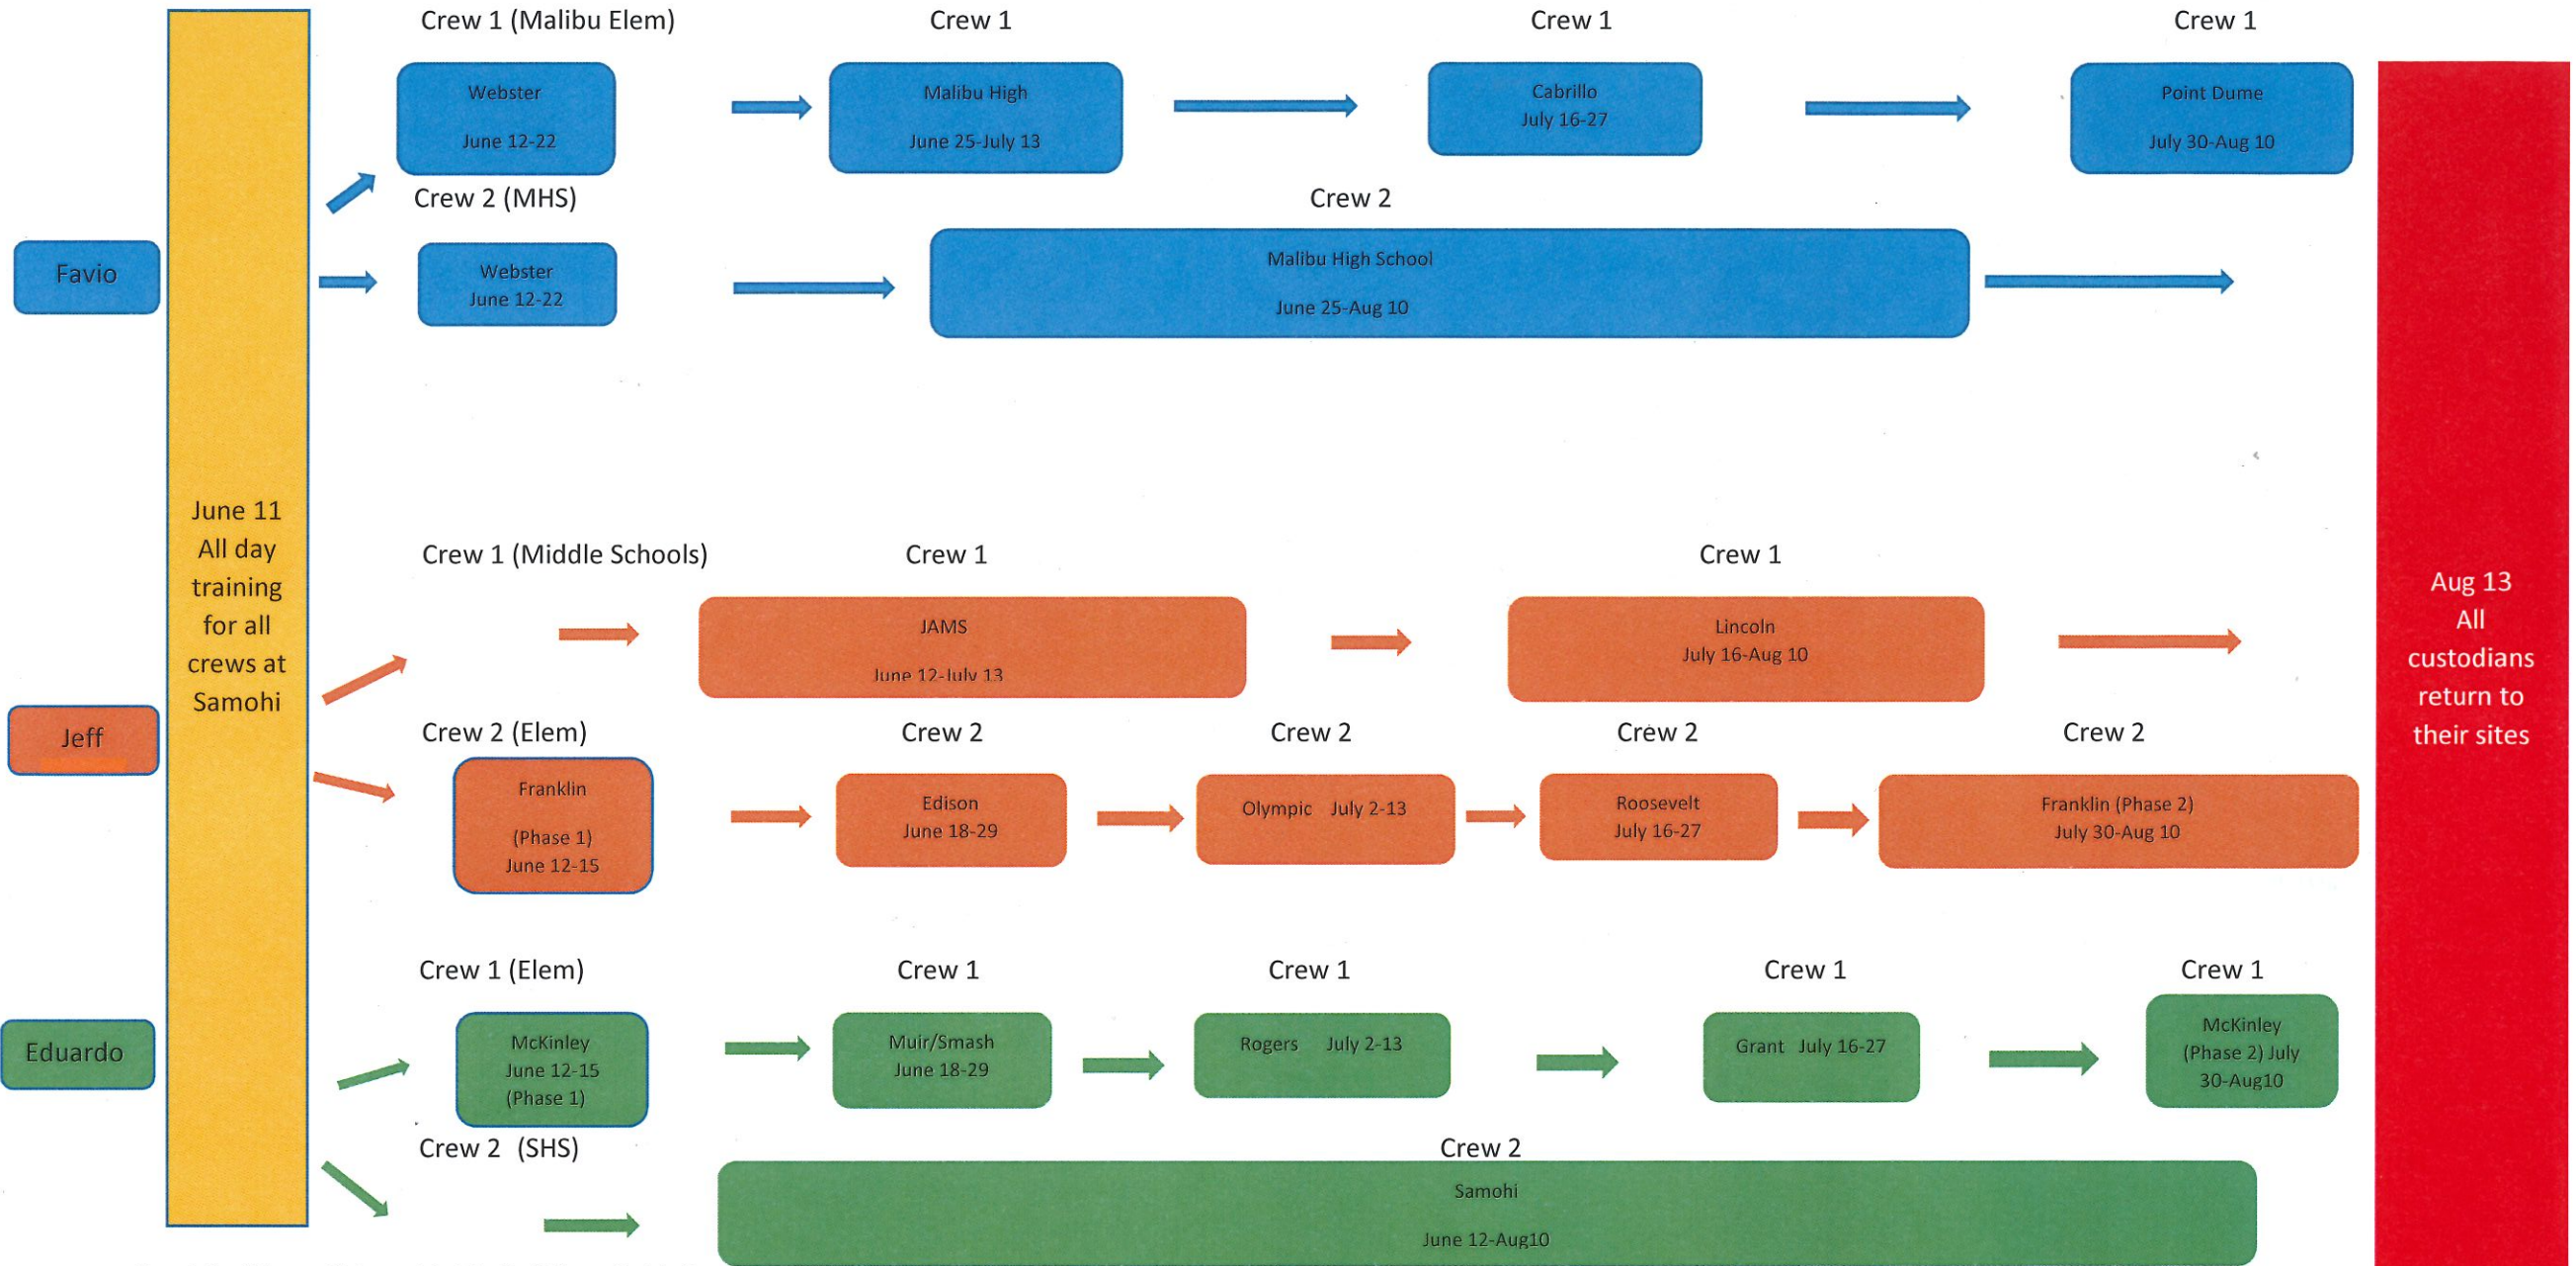 Crew 1 (Malibu Elem)
Crew 1
Crew 1
Crew 1
Webster
June 12-22
Malibu High
June 25-July 13
Cabrillo
July 16-27
Point Dume
July 30-Aug 10
Crew 2 (MHS)
Crew 2
Favio
Webster
June 12-22
Malibu High School
June 25-Aug 10
June 11
All day
training
for all
crews at
Samohi
Crew 1 (Middle Schools)
Crew 1
Crew 1
JAMS
June 12-July 13
Lincoln
July 16-Aug 10
Aug 13
All
custodians
return to
their sites
Jeff
Crew 2 (Elem)
Crew 2
Crew 2
Crew 2
Crew 2
Franklin
(Phase 1)
June 12-15
Edison
June 18-29
Olympic July 2-13
Roosevelt
July 16-27
Franklin (Phase 2)
July 30-Aug 10
Crew 1 (Elem)
Crew 1
Crew 1
Crew 1
Crew 1
Eduardo
McKinley
June 12-15
(Phase 1)
Muir/Smash
June 18-29
Rogers July 2-13
Grant July 16-27
McKinley
(Phase 2) July
30-Aug10
Crew 2 (SHS)
Crew 2
Samohi
June 12-Aug10